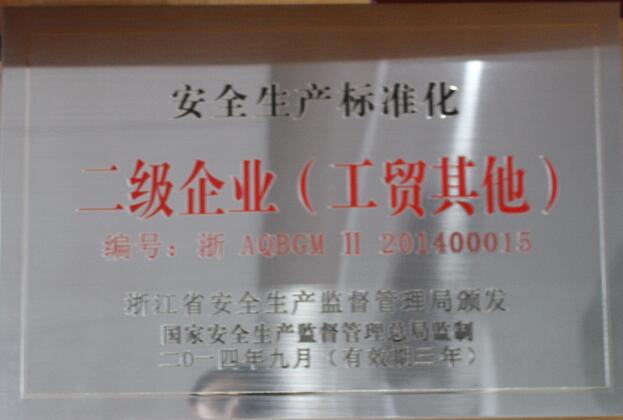 安全生产标准化
二级企业（工贸其他）
编号：浙 AQBGM II 201400015
浙江省安全生产监督管理局颁发
国家安全生产监督管理总局监制
二0一四年九月（有效期三年）